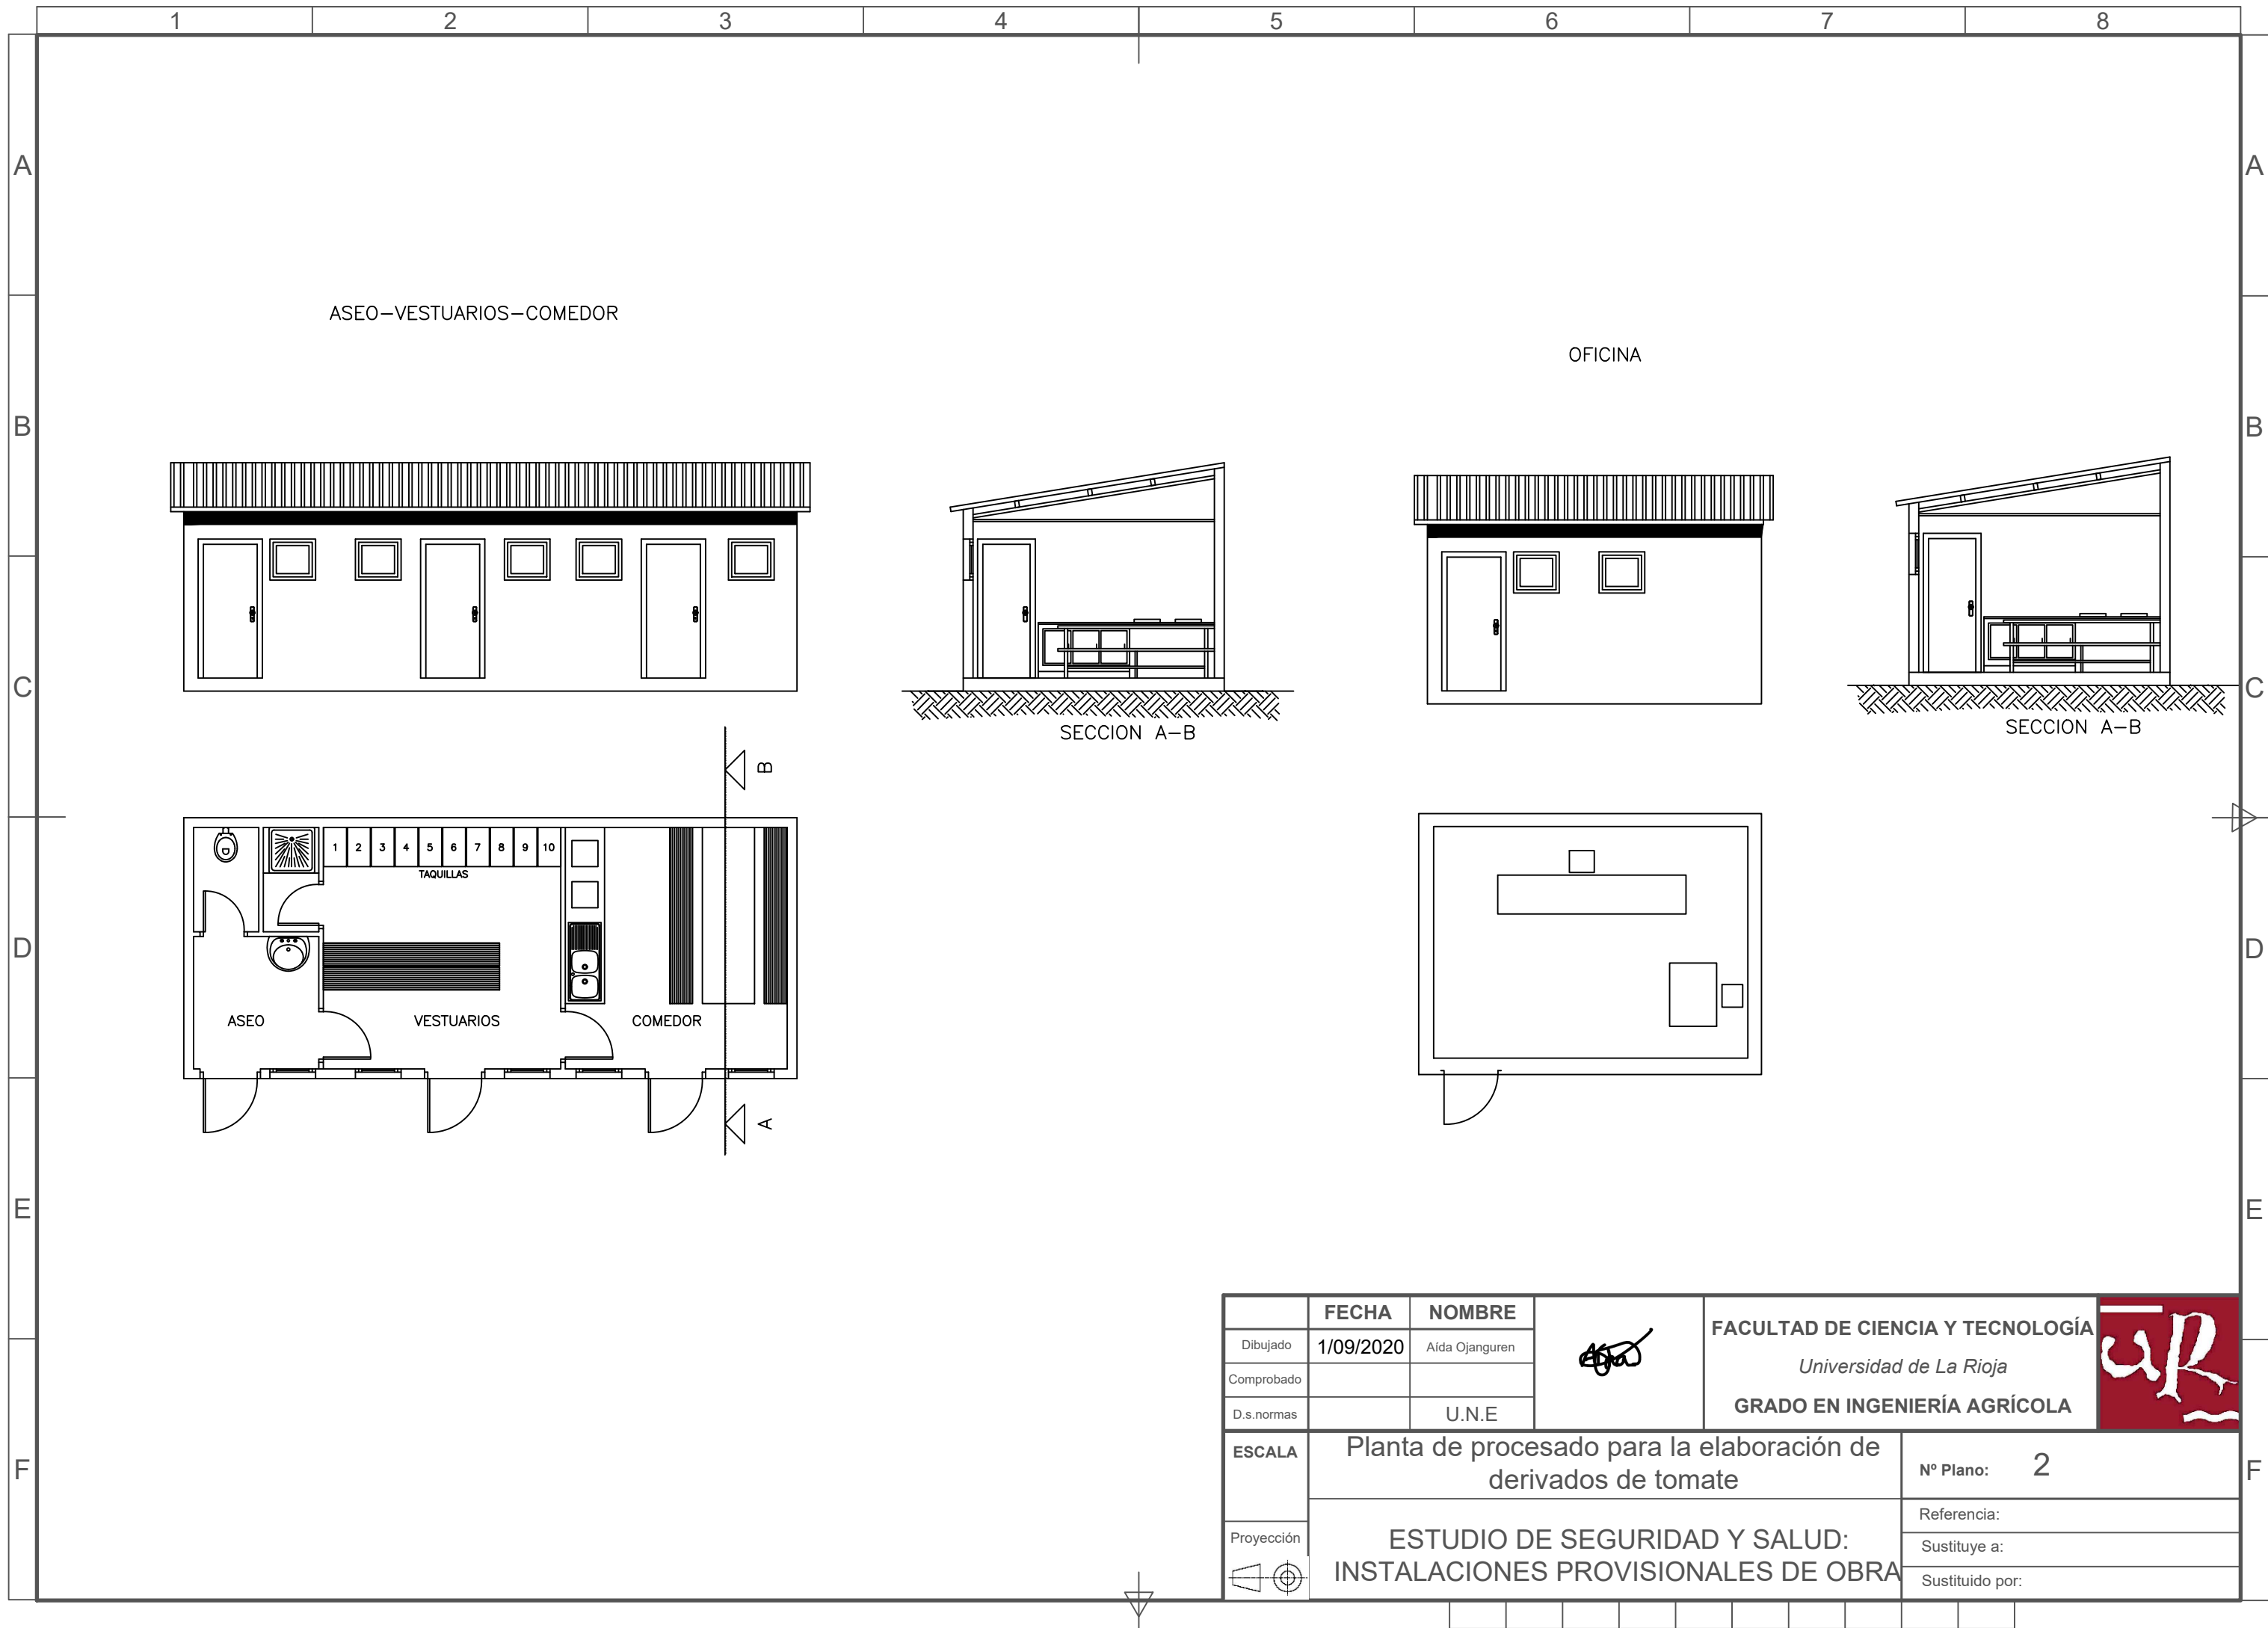 1 2 3 4 5 6 7 8
A A
B B
C C
D D
E E
F F
ASEO-VESTUARIOS-COMEDOR
OFICINA
SECCION A-B
SECCION A-B
B
1 2 3 4 5 6 7 8 9 10
TAQUILLAS
ASEO
VESTUARIOS
COMEDOR
A
FECHA NOMBRE
Dibujado 1/09/2020 Aída Ojanguren
Comprobado
D.s.normas U.N.E
FACULTAD DE CIENCIA Y TECNOLOGÍA
Universidad de La Rioja
GRADO EN INGENIERÍA AGRÍCOLA
UR
ESCALA
Planta de procesado para la elaboración de
derivados de tomate
Nº Plano: 2
Referencia:
Proyección
ESTUDIO DE SEGURIDAD Y SALUD:
INSTALACIONES PROVISIONALES DE OBRA
Sustituye a:
Sustituido por: